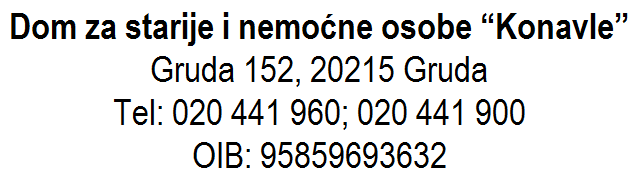 Dom za starije i nemoćne osobe “Konavle”
Gruda 152, 20215 Gruda
Tel: 020 441 960; 020 441 900
OIB: 95859693632